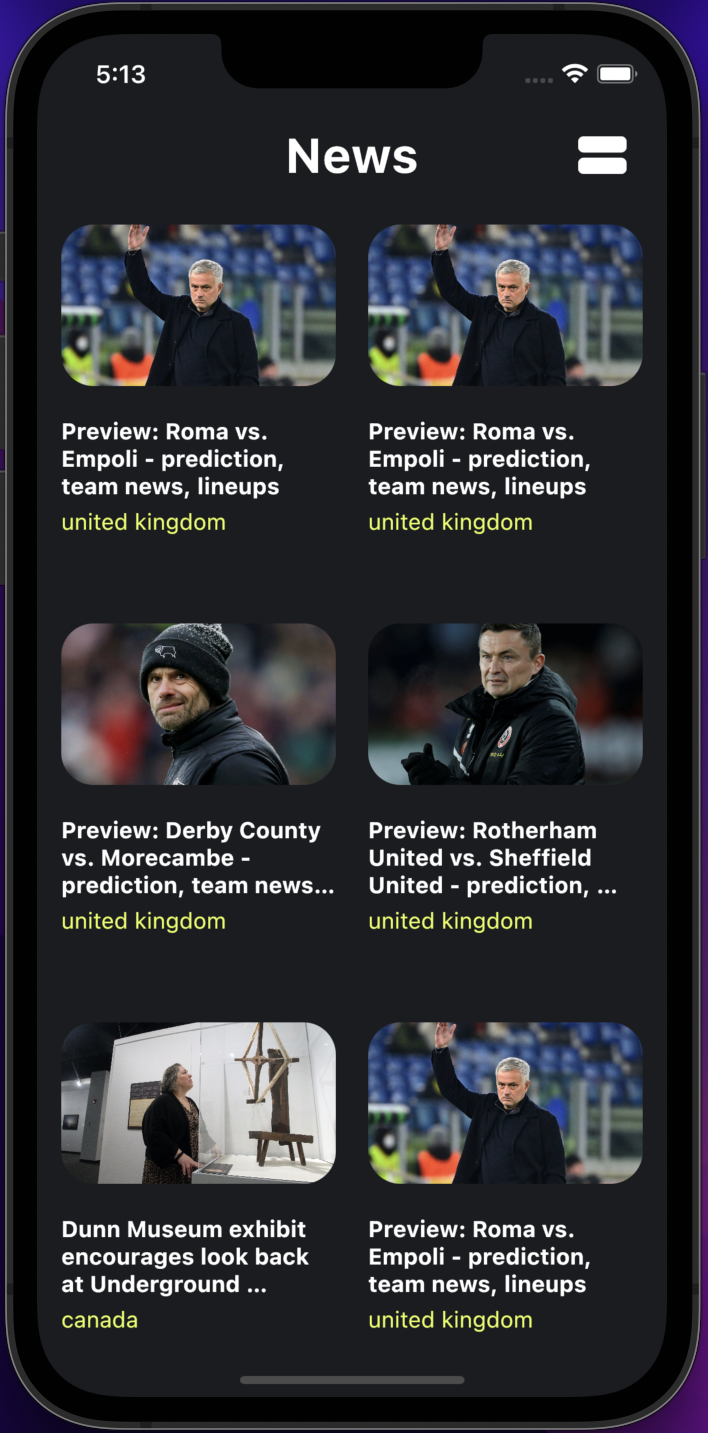 5:13
News
Preview: Roma vs.
Empoli - prediction,
team news, lineups
united kingdom
Preview: Roma vs.
Empoli - prediction,
team news, lineups
united kingdom
Preview: Derby County
vs. Morecambe -
prediction, team news...
united kingdom
Preview: Rotherham
United vs. Sheffield
United - prediction, ...
united kingdom
Dunn Museum exhibit
encourages look back
at Underground ...
canada
Preview: Roma vs.
Empoli - prediction,
team news, lineups
united kingdom